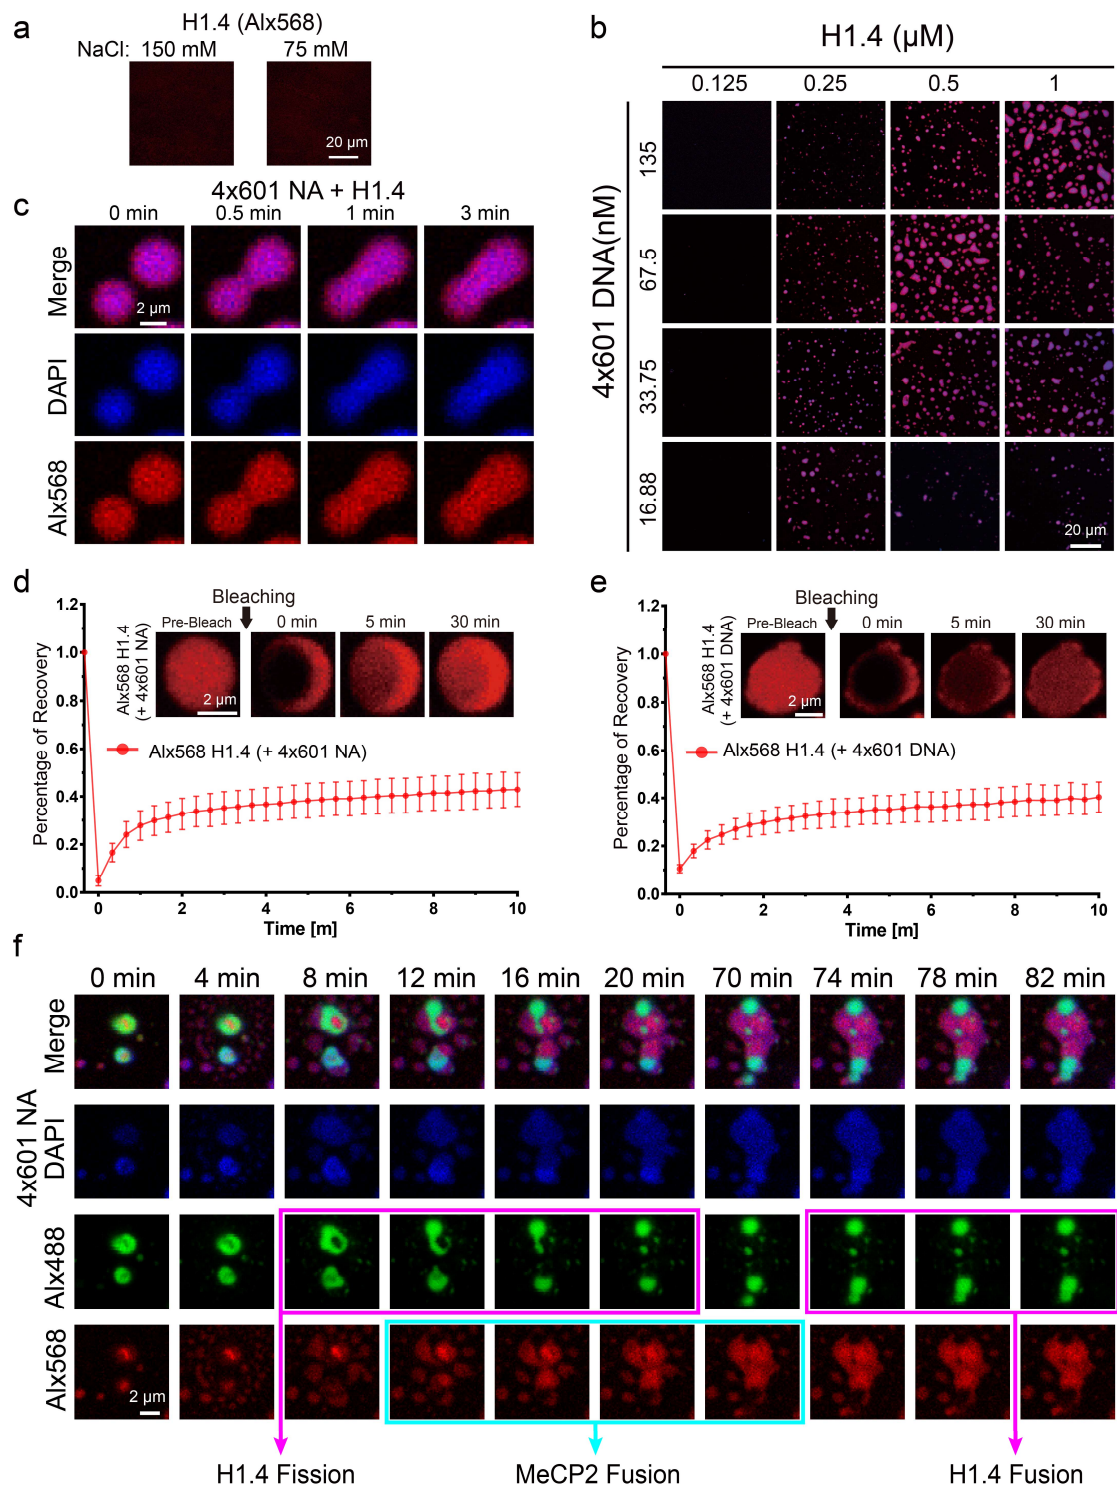 a
H1.4 (Alx568)
NaCl: 150 mM 75 mM
20 µm
b
H1.4 (µM)
0.125 0.25 0.5 1
4x601 DNA(nM)
135
67.5
33.75
16.88
20 µm
c
4x601 NA + H1.4
0 min 0.5 min 1 min 3 min
Merge
2 µm
DAPI
Alx568
d
Bleaching
Alx568 H1.4
(+ 4x601 NA)
Pre-Bleach 0 min 5 min 30 min
2 µm
Alx568 H1.4 (+ 4x601 NA)
Percentage of Recovery
1.2
1.0
0.8
0.6
0.4
0.2
0.0
0 2 4 6 8 10
Time [m]
e
Bleaching
Alx568 H1.4
(+ 4x601 DNA)
Pre-Bleach 0 min 5 min 30 min
2 µm
Alx568 H1.4 (+ 4x601 DNA)
Percentage of Recovery
1.2
1.0
0.8
0.6
0.4
0.2
0.0
0 2 4 6 8 10
Time [m]
f
0 min 4 min 8 min 12 min 16 min 20 min 70 min 74 min 78 min 82 min
Merge
4x601 NA
DAPI
Alx488
Alx568
2 µm
H1.4 Fission MeCP2 Fusion H1.4 Fusion